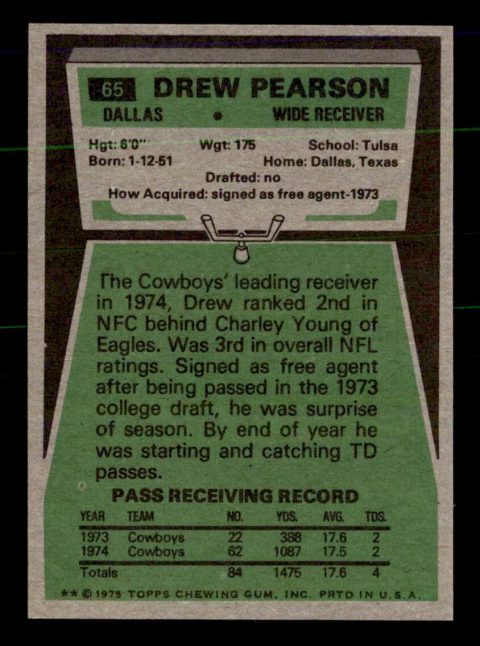 65 DREW PEARSON
DALLAS • WIDE RECEIVER
Hgt: 6'0" Wgt: 175 School: Tulsa
Born: 1-12-51 Home: Dallas, Texas
Drafted: no
How Acquired: signed as free agent-1973
The Cowboys' leading receiver
in 1974, Drew ranked 2nd in
NFC behind Charley Young of
Eagles. Was 3rd in overall NFL
ratings. Signed as free agent
after being passed in the 1973
college draft, he was surprise
of season. By end of year he
was starting and catching TD
passes.
PASS RECEIVING RECORD
YEAR TEAM NO. YDS. AVG. TDS.
1973 Cowboys 22 388 17.6 2
1974 Cowboys 62 1087 17.5 2
Totals 84 1475 17.6 4
** © 1975 TOPPS CHEWING GUM, INC. PRTD IN U.S.A.